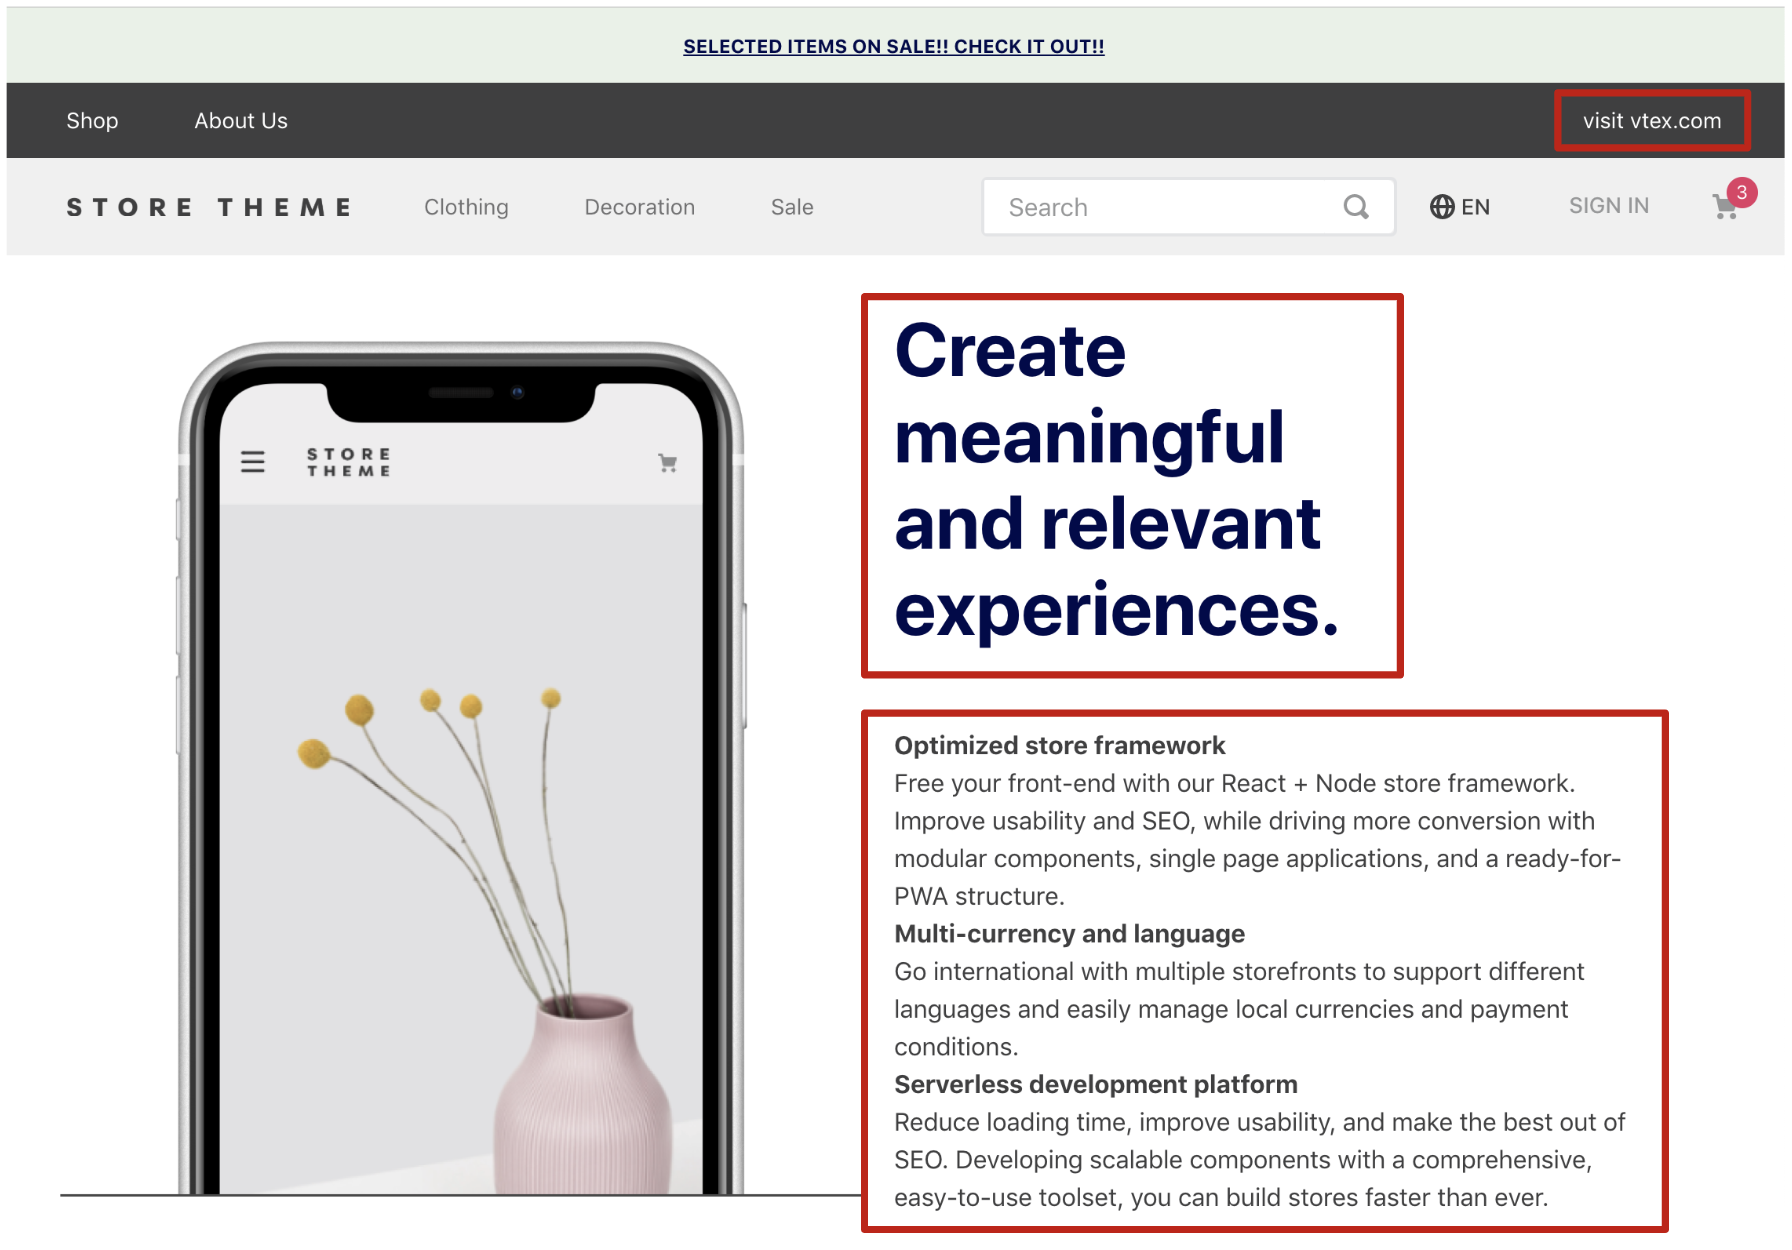 SELECTED ITEMS ON SALE!! CHECK IT OUT!!
Shop About Us visit vtex.com
STORE THEME Clothing Decoration Sale Search EN SIGN IN 3
STORE
THEME
Create
meaningful
and relevant
experiences.
Optimized store framework
Free your front-end with our React + Node store framework.
Improve usability and SEO, while driving more conversion with
modular components, single page applications, and a ready-for-
PWA structure.
Multi-currency and language
Go international with multiple storefronts to support different
languages and easily manage local currencies and payment
conditions.
Serverless development platform
Reduce loading time, improve usability, and make the best out of
SEO. Developing scalable components with a comprehensive,
easy-to-use toolset, you can build stores faster than ever.